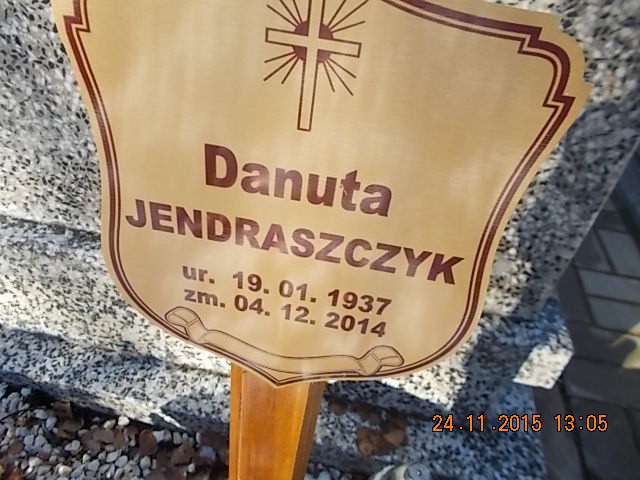 Danuta
JENDRASZCZYK
ur. 19. 01. 1937
zm. 04. 12. 2014
24.11.2015 13:05